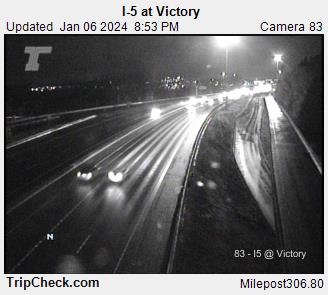 I-5 at Victory
Updated Jan 06 2024 8:53 PM Camera 83
T
N
83 - I5 @ Victory
TripCheck.com Milepost306.80